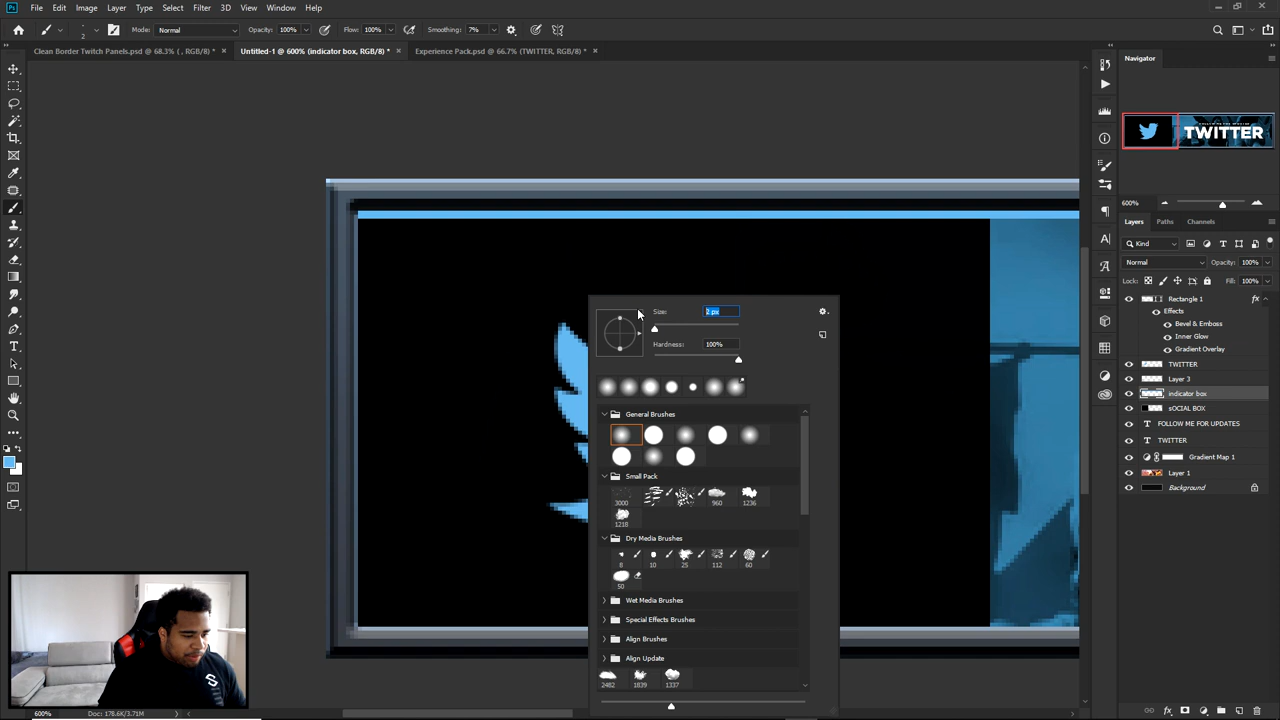 Ps File Edit Image Layer Type Select Filter 3D View Window Help
2 Mode: Normal Opacity: 100% Flow: 100% Smoothing: 7%
Clean Border Twitch Panels.psd @ 68.3% ( , RGB/8) * × Untitled-1 @ 600% (indicator box, RGB/8) * × Experience Pack.psd @ 66.7% (TWITTER, RGB/8) * ×
Navigator
TWITTER
600%
Layers Paths Channels
Kind
Normal Opacity: 100%
Lock: Fill: 100%
Rectangle 1 fx
Effects
Bevel & Emboss
Inner Glow
Gradient Overlay
TWITTER
Layer 3
indicator box
sOCIAL BOX
T FOLLOW ME FOR UPDATES
T TWITTER
Gradient Map 1
Layer 1
Background
Size: 2 px
Hardness: 100%
General Brushes
Small Pack
3000 960 1236
1218
Dry Media Brushes
8 10 25 112 60
50
Wet Media Brushes
Special Effects Brushes
Align Brushes
Align Update
2482 1839 1337
600% Doc: 178.6K/3.71M